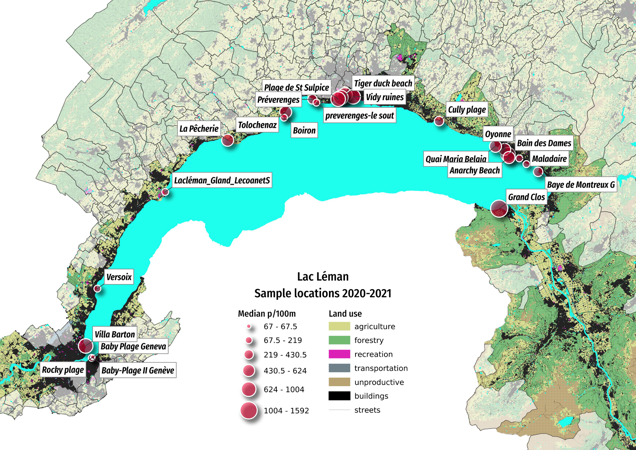 Tiger duck beach
Plage de St Sulpice
Préverenges
Vidy ruines
Cully plage
preverenges-le sout
La Pêcherie
Tolochenaz
Boiron
Oyonne
Bain des Dames
Quai Maria Belaia
Maladaire
Anarchy Beach
Lacléman_Gland_LecoanetS
Baye de Montreux G
Grand Clos
Versoix
Lac Léman
Sample locations 2020-2021
Median p/100m
67 - 67.5
67.5 - 219
219 - 430.5
430.5 - 624
624 - 1004
1004 - 1592
Land use
agriculture
forestry
recreation
transportation
unproductive
buildings
streets
Villa Barton
Baby Plage Geneva
Rocky plage
Baby-Plage II Genève